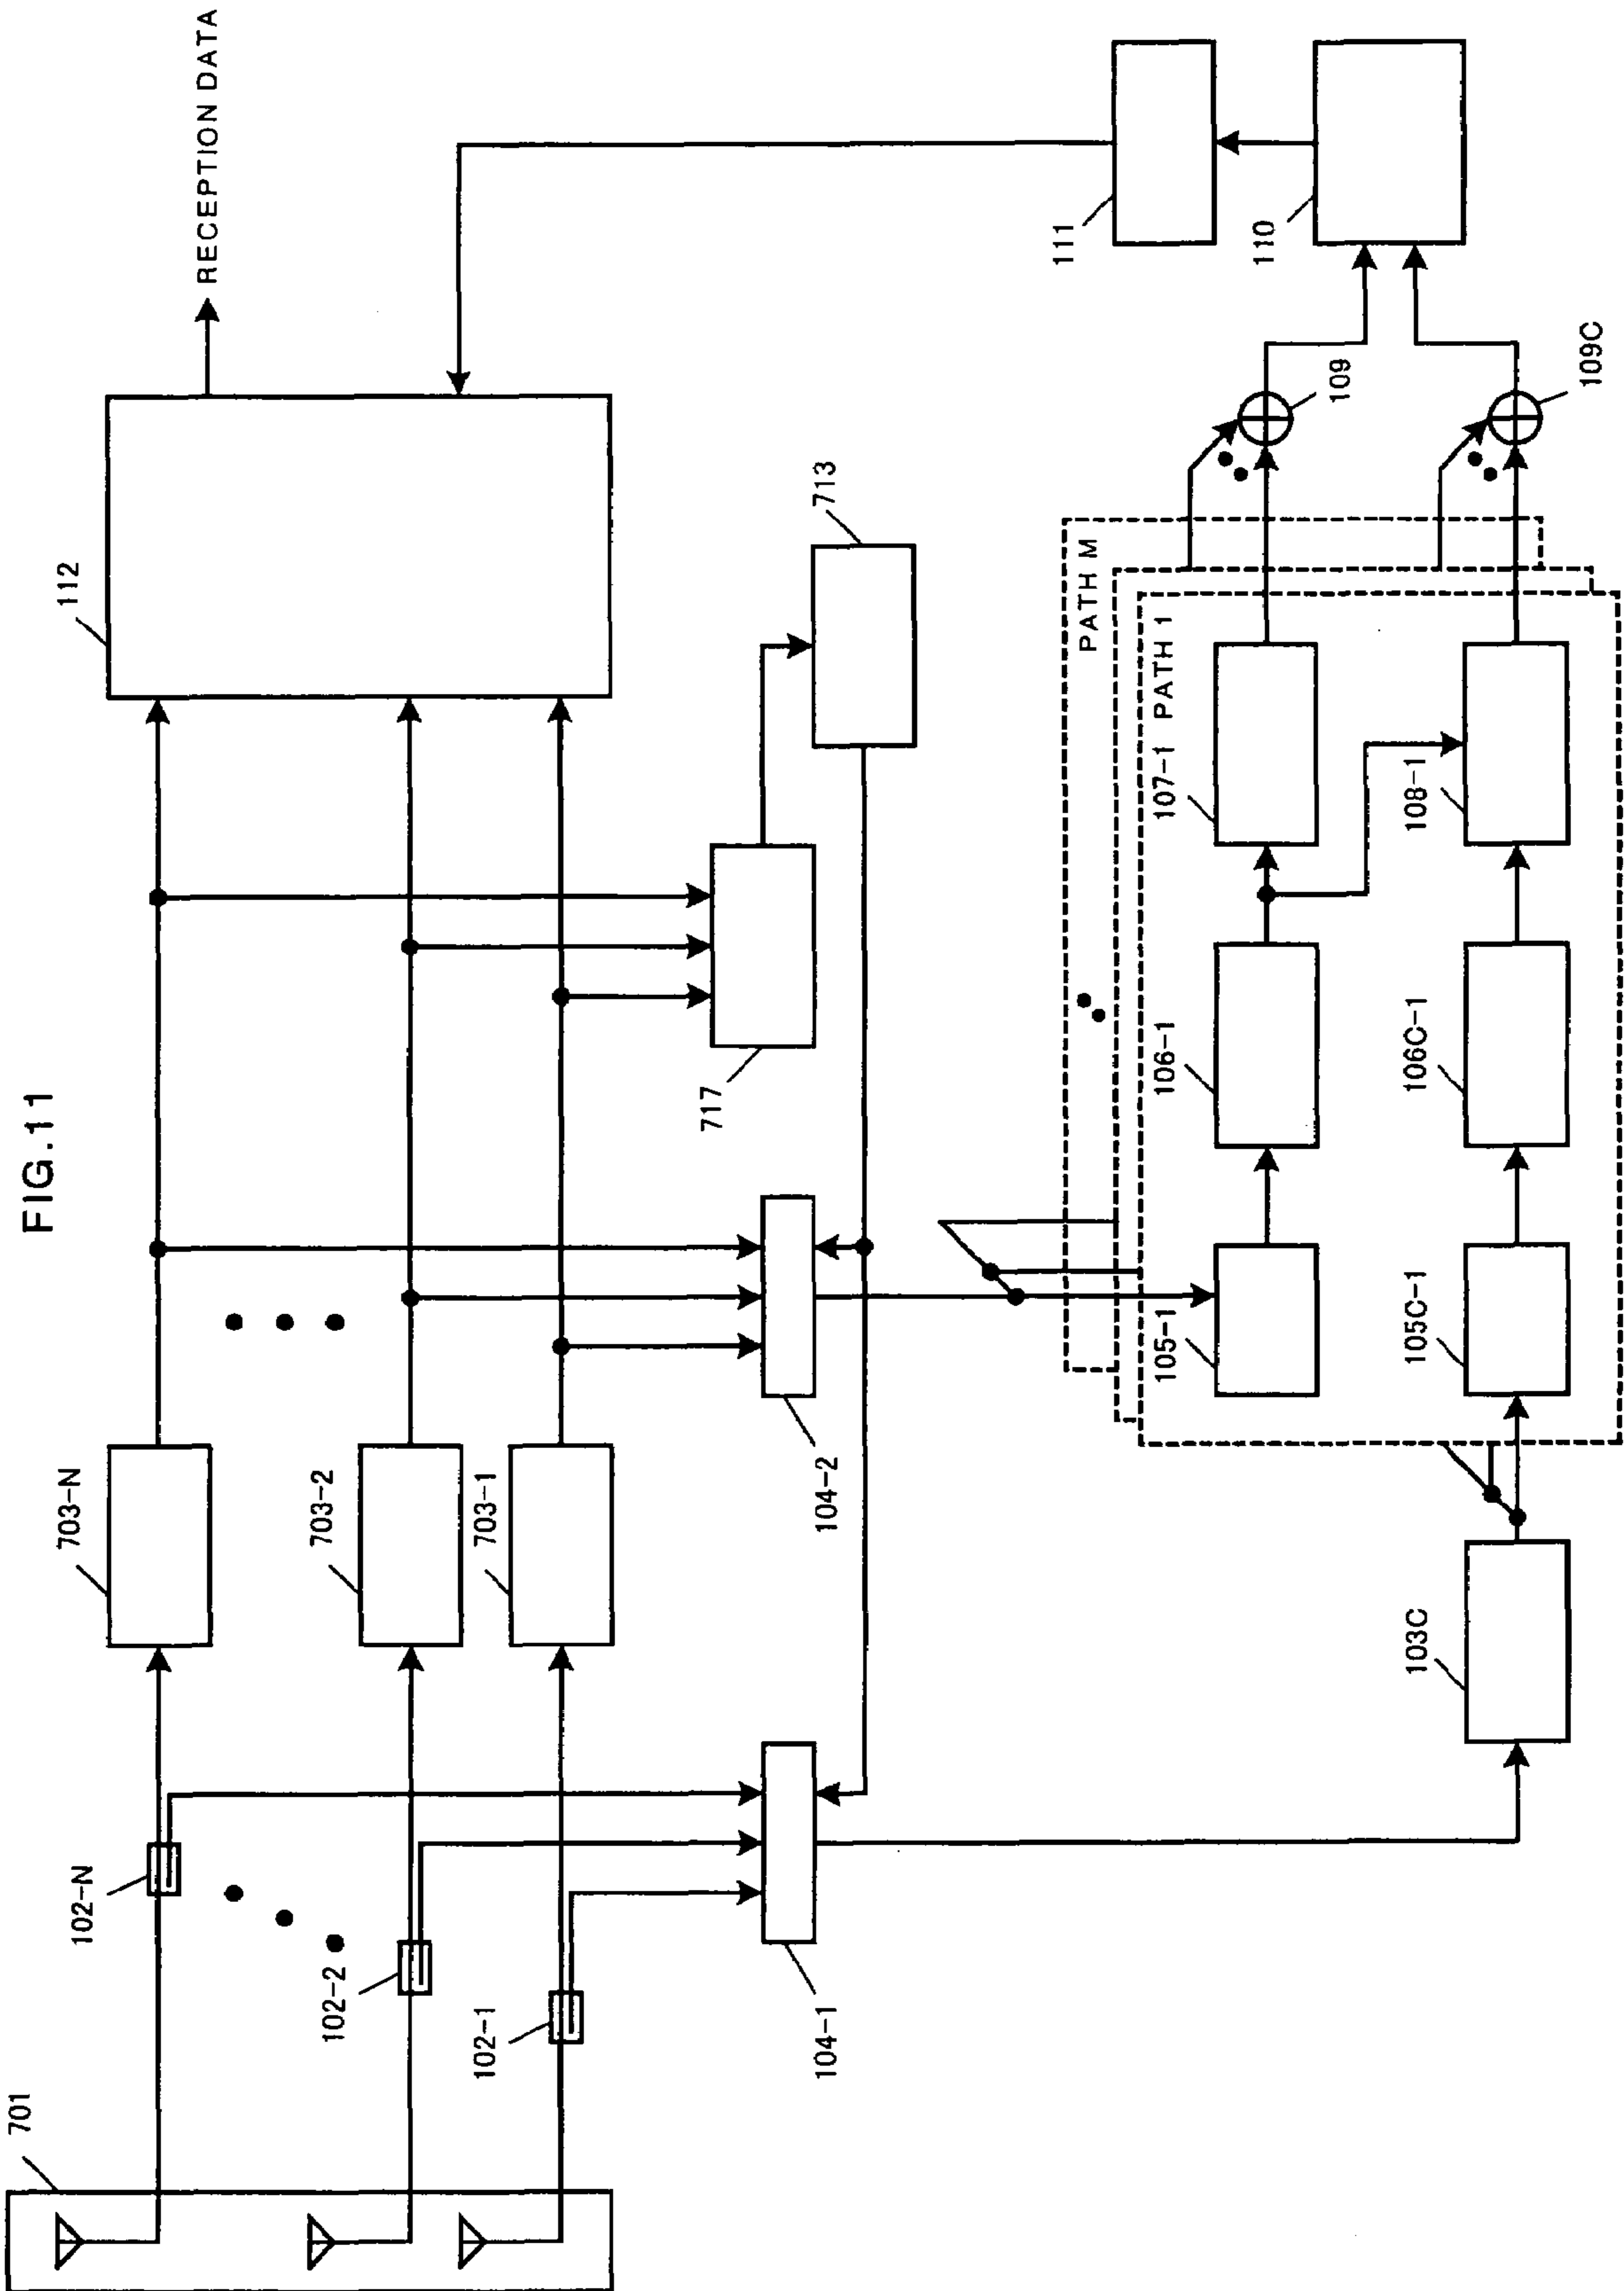 FIG.11
701
102-N
102-2
102-1
703-N
703-2
703-1
104-1
104-2
717
713
112
RECEPTION DATA
111
110
109
109C
PATH M
107-1 PATH 1
108-1
106-1
106C-1
105-1
105C-1
103C